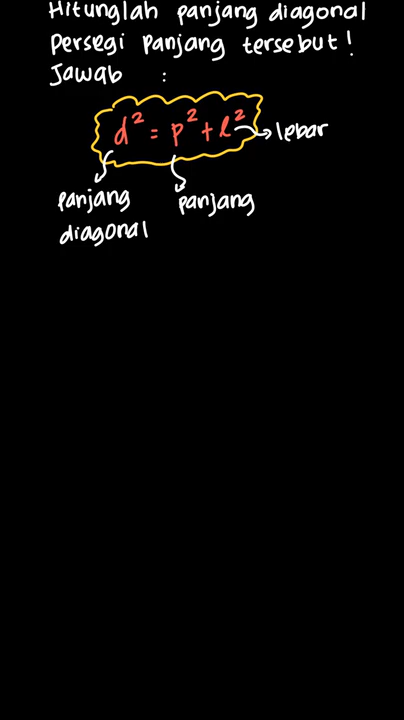 Hitunglah panjang diagonal
Persegi Panjang tersebut!
Jawab :
d² = p² + l²
lebar
panjang
diagonal
panjang